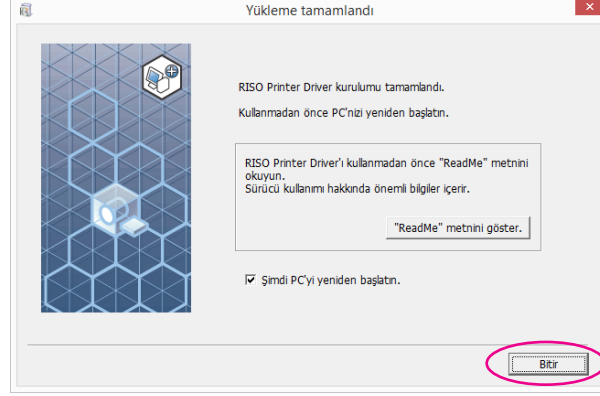 Yükleme tamamlandı
RISO Printer Driver kurulumu tamamlandı.
Kullanmadan önce PC'nizi yeniden başlatın.
RISO Printer Driver'ı kullanmadan önce "ReadMe" metnini
okuyun.
Sürücü kullanımı hakkında önemli bilgiler içerir.
"ReadMe" metnini göster.
Şimdi PC'yi yeniden başlatın.
Bitir